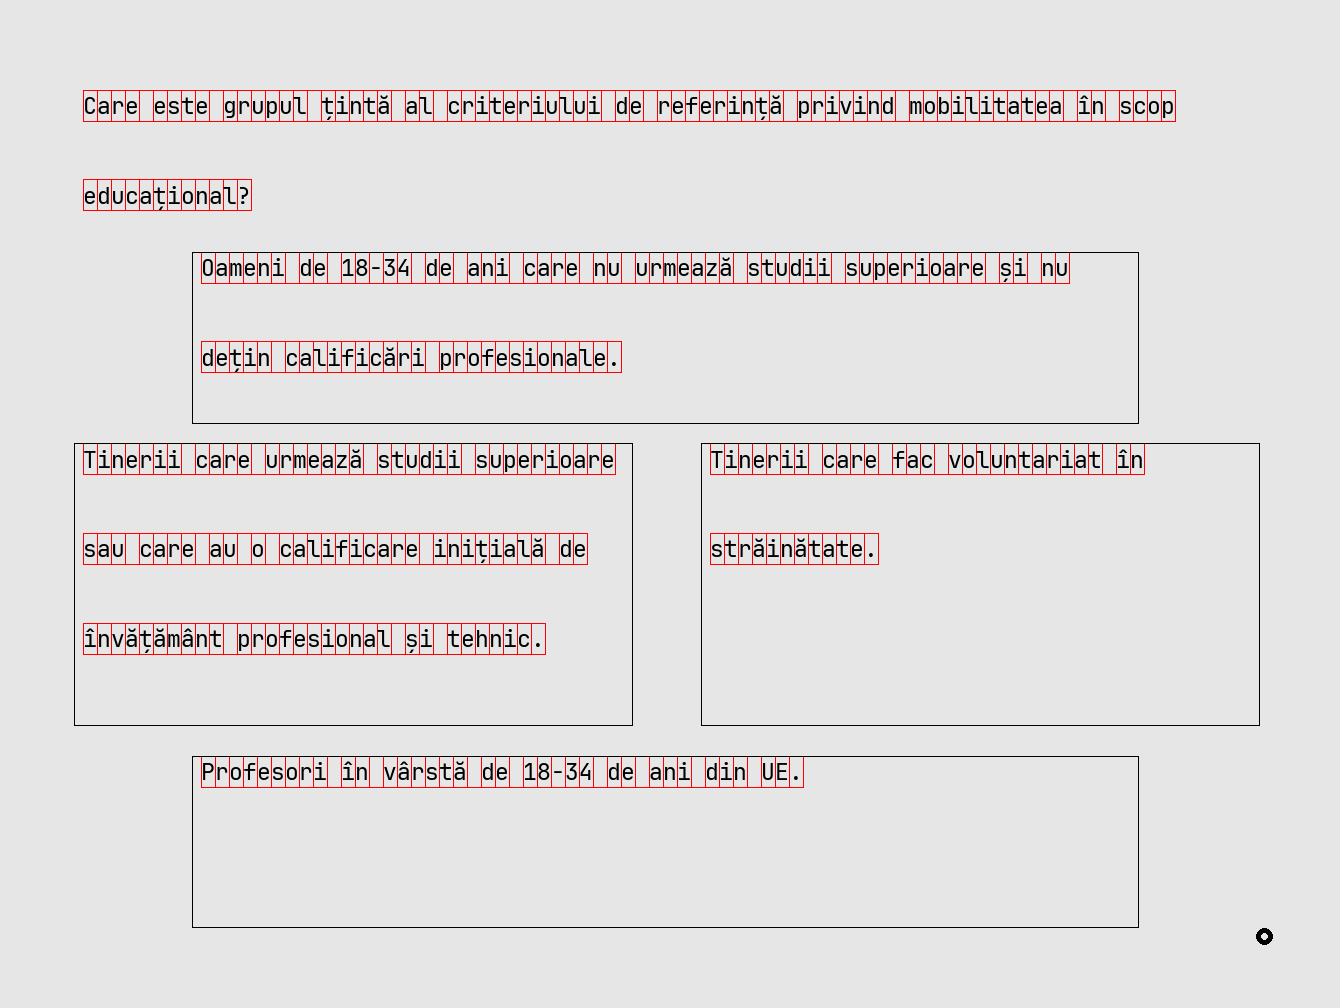 Care este grupul țintă al criteriului de referință privind mobilitatea în scop
educațional?
Oameni de 18-34 de ani care nu urmează studii superioare și nu
dețin calificări profesionale.
Tinerii care urmează studii superioare
sau care au o calificare inițială de
învățământ profesional și tehnic.
Tinerii care fac voluntariat în
străinătate.
Profesori în vârstă de 18-34 de ani din UE.